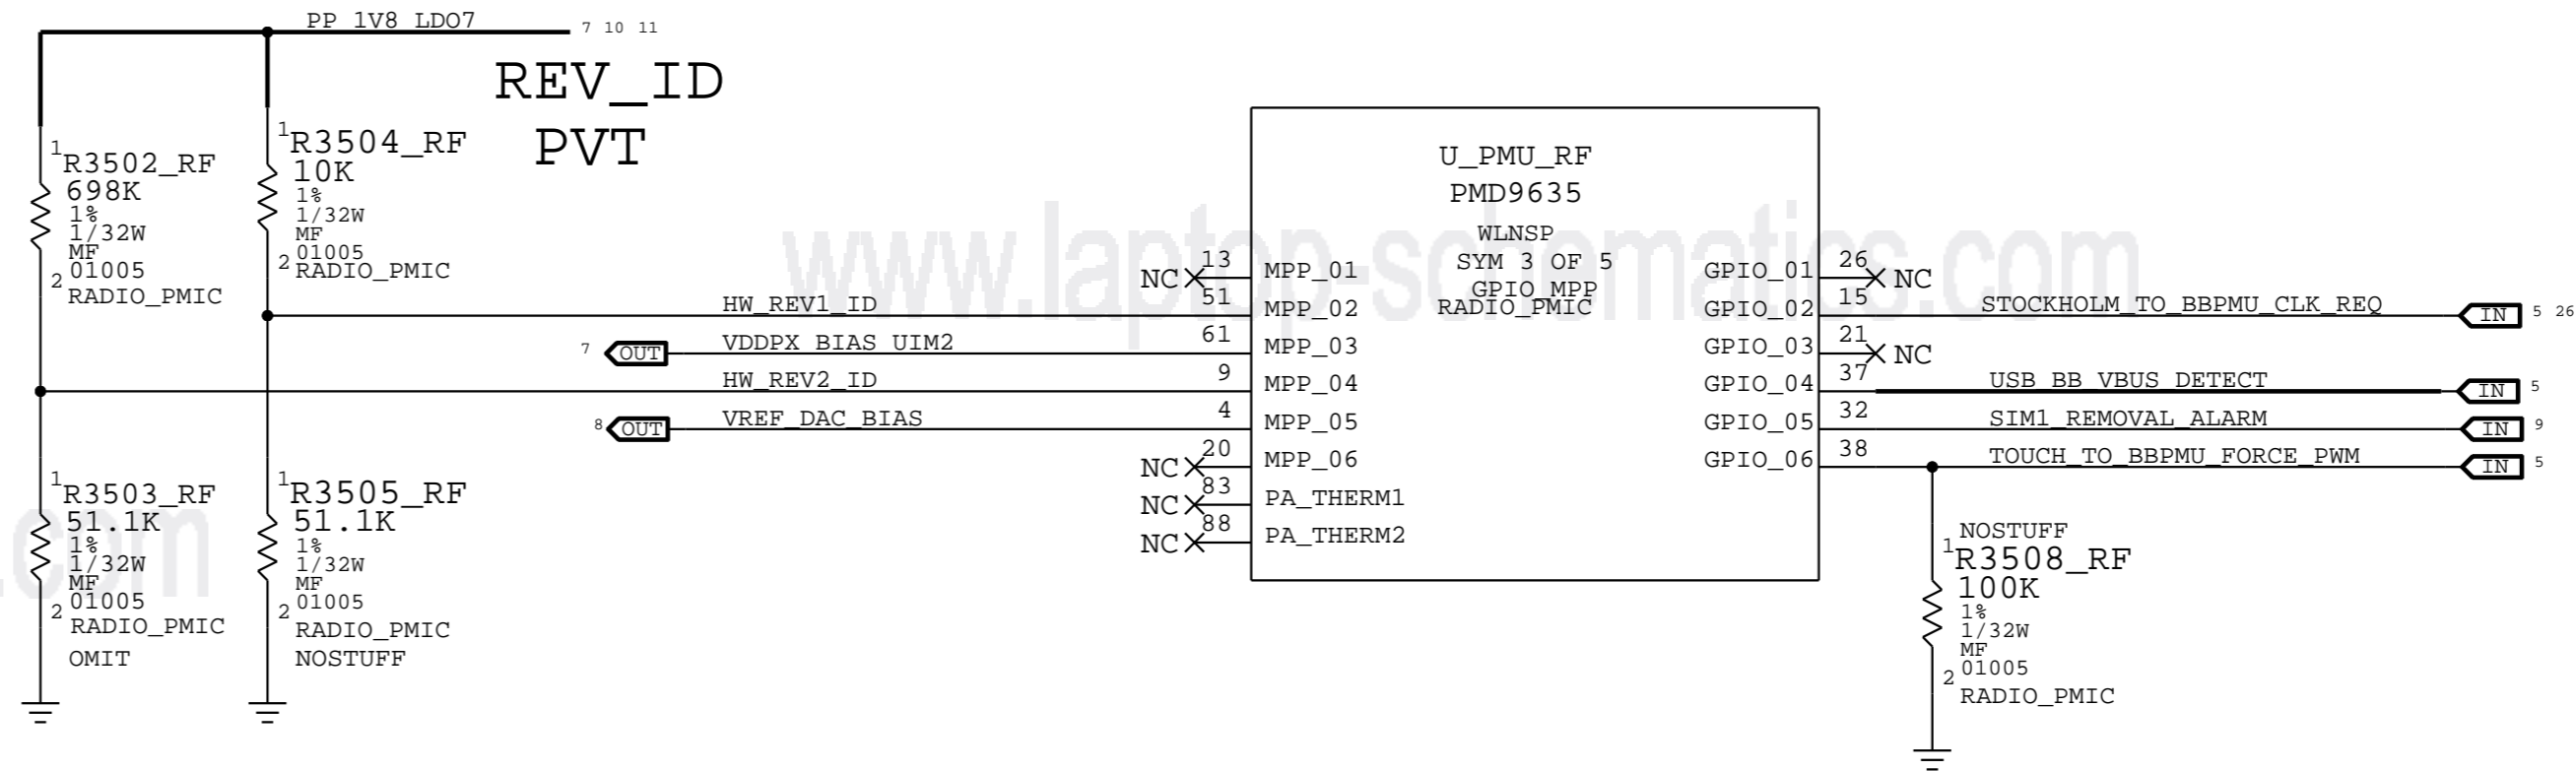 PP_1V8_LDO7
7 10 11
REV_ID
PVT
1
R3502_RF
698K
1%
1/32W
MF
01005
2
RADIO_PMIC
1
R3504_RF
10K
1%
1/32W
MF
01005
2
RADIO_PMIC
1
R3503_RF
51.1K
1%
1/32W
MF
01005
2
RADIO_PMIC
OMIT
1
R3505_RF
51.1K
1%
1/32W
MF
01005
2
RADIO_PMIC
NOSTUFF
HW_REV1_ID
7 OUT VDDPX_BIAS_UIM2
HW_REV2_ID
8 OUT VREF_DAC_BIAS
U_PMU_RF
PMD9635
WLNSP
SYM 3 OF 5
GPIO_MPP
RADIO_PMIC
NC 13 MPP_01
51 MPP_02
61 MPP_03
9 MPP_04
4 MPP_05
NC 20 MPP_06
NC 83 PA_THERM1
NC 88 PA_THERM2
GPIO_01 26 NC
GPIO_02 15 STOCKHOLM_TO_BBPMU_CLK_REQ IN 5 26
GPIO_03 21 NC
GPIO_04 37 USB_BB_VBUS_DETECT IN 5
GPIO_05 32 SIM1_REMOVAL_ALARM IN 9
GPIO_06 38 TOUCH_TO_BBPMU_FORCE_PWM IN 5
NOSTUFF
1
R3508_RF
100K
1%
1/32W
MF
01005
2
RADIO_PMIC
www.laptop-schematics.com
.com